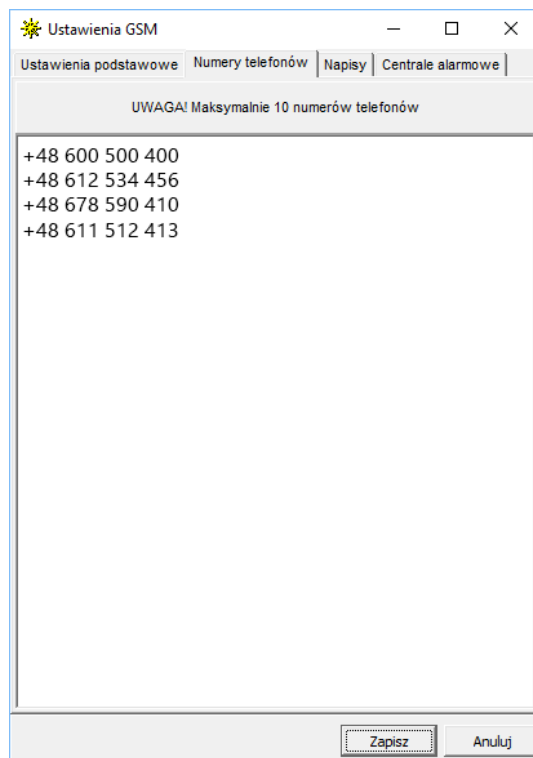 Ustawienia GSM
Ustawienia podstawowe Numery telefonów Napisy Centrale alarmowe
UWAGA! Maksymalnie 10 numerów telefonów
+48 600 500 400
+48 612 534 456
+48 678 590 410
+48 611 512 413
Zapisz Anuluj